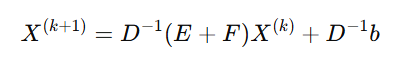 X^{(k+1)} = D^{-1}(E + F)X^{(k)} + D^{-1}b